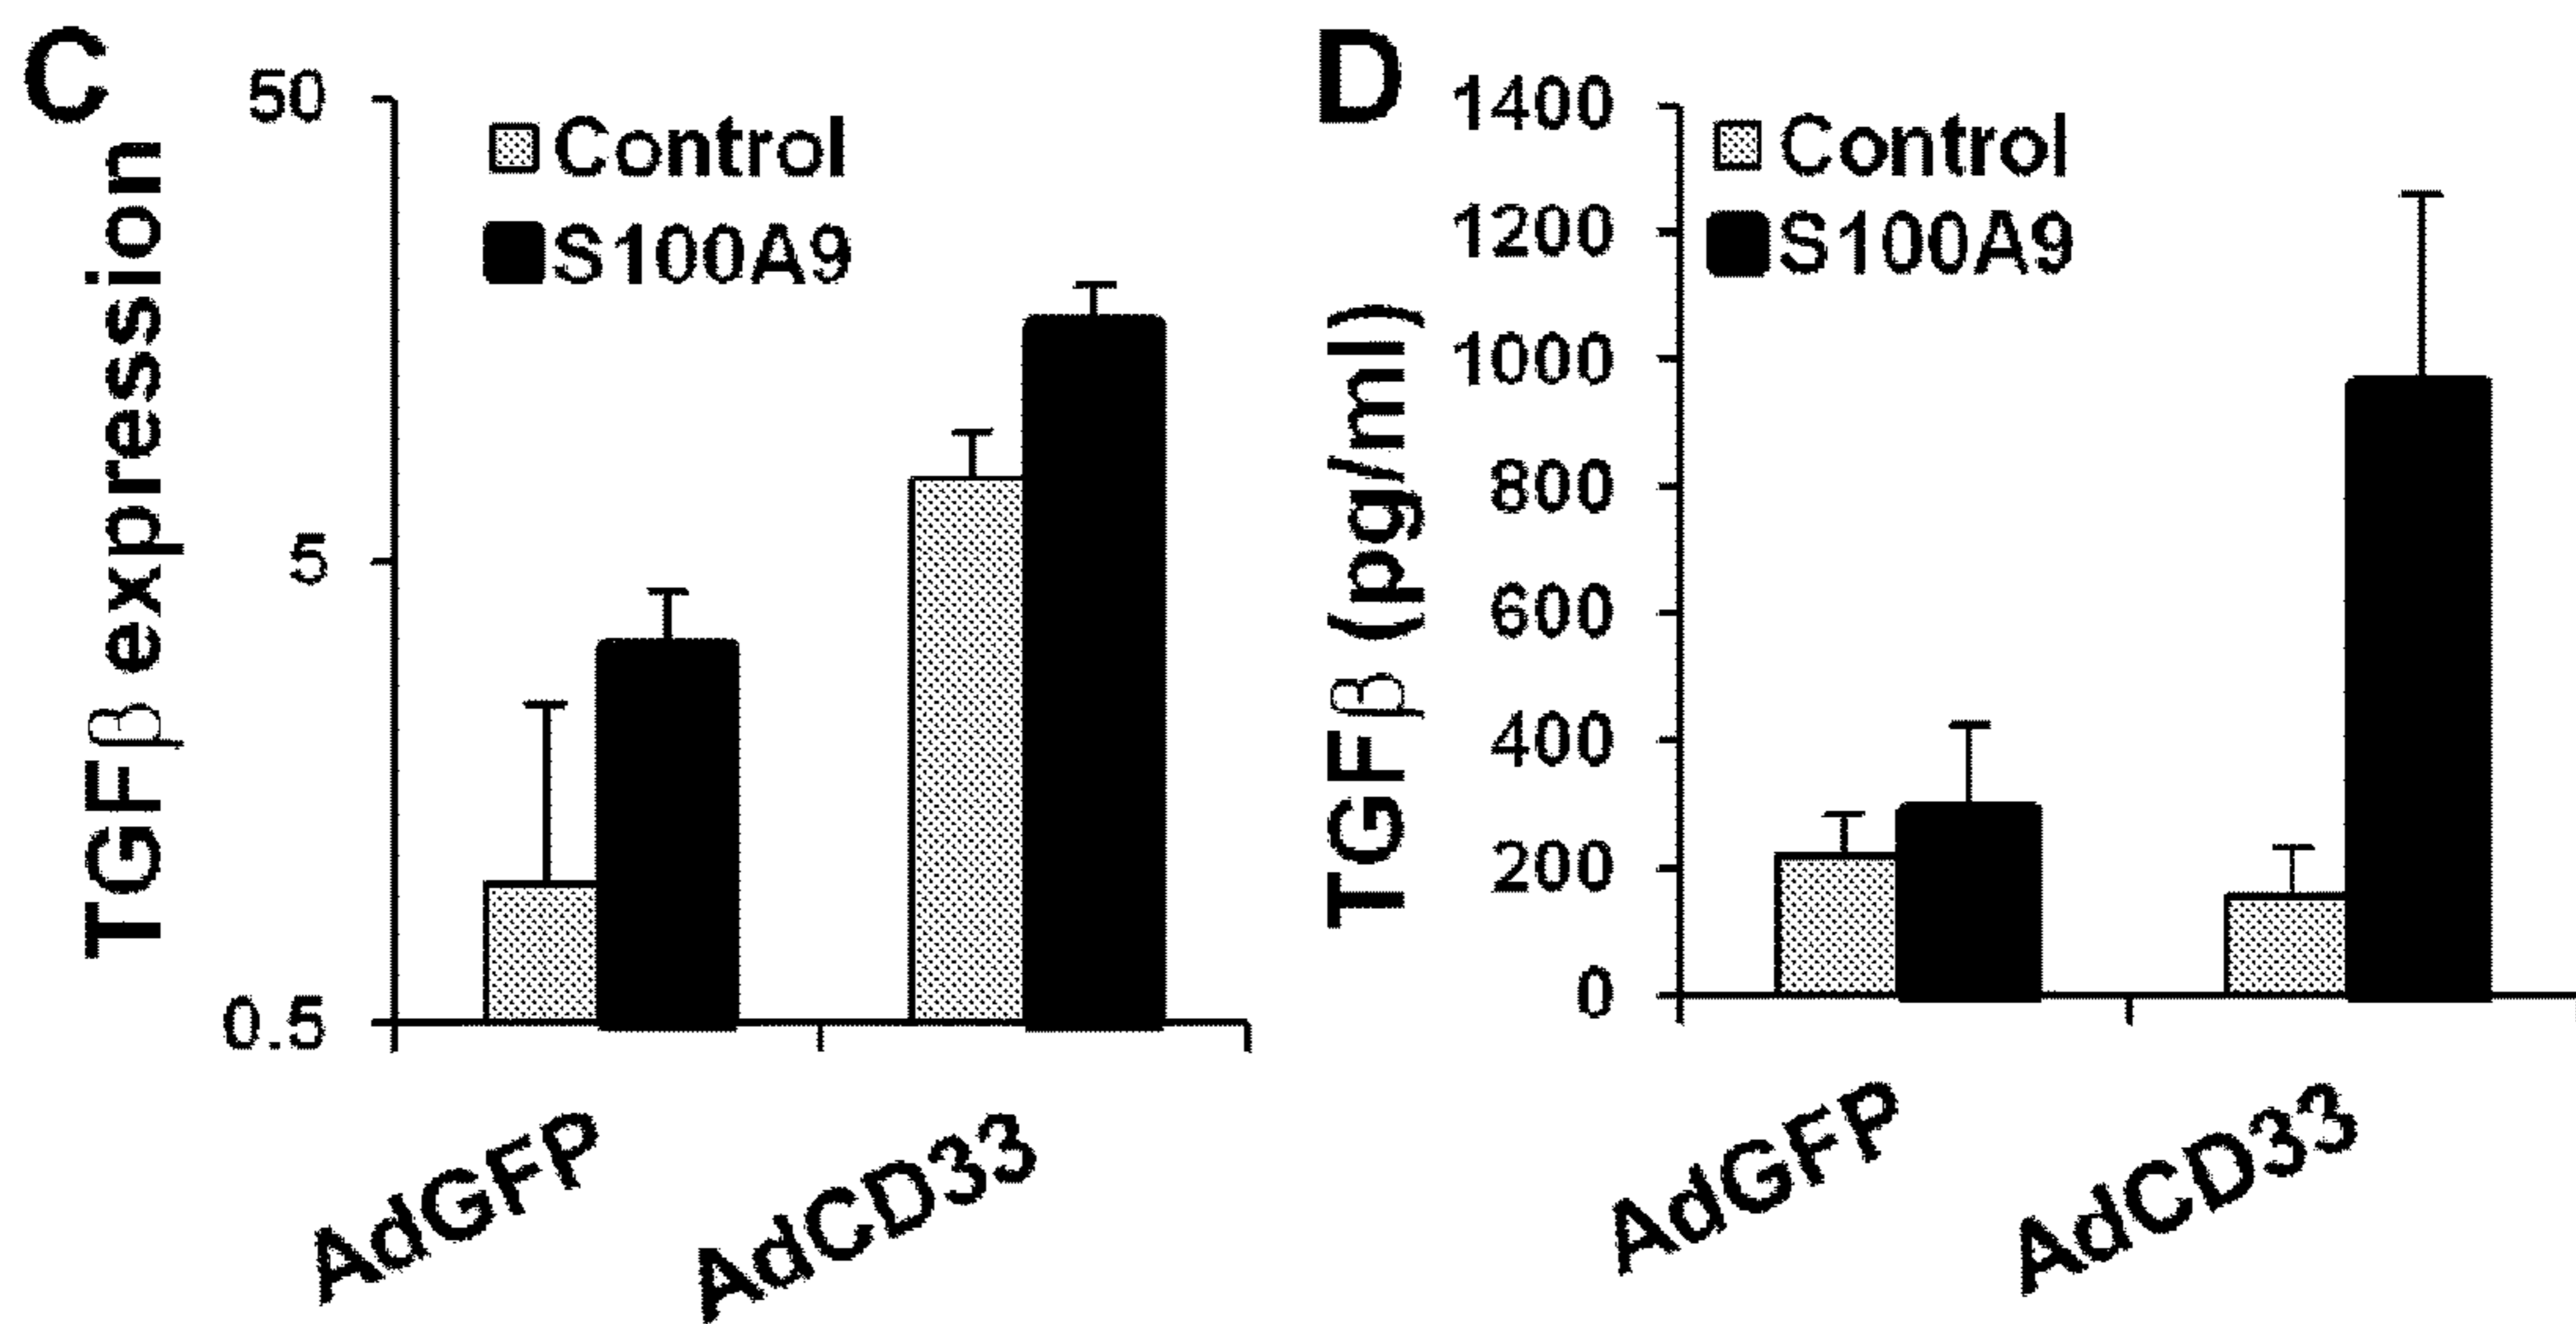 C
TGFβ expression
50
5
0.5
Control
S100A9
AdGFP
AdCD33
D
TGFβ (pg/ml)
1400
1200
1000
800
600
400
200
0
Control
S100A9
AdGFP
AdCD33